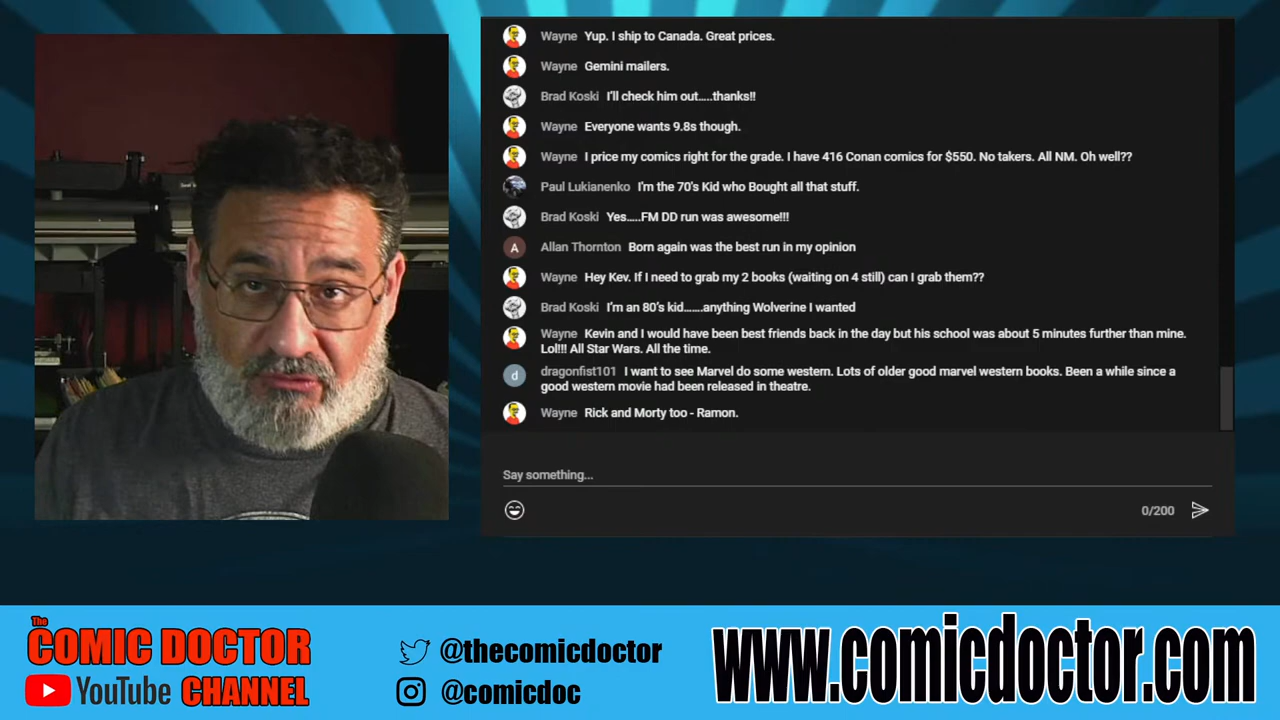 Wayne Yup. I ship to Canada. Great prices.
Wayne Gemini mailers.
Brad Koski I'll check him out.....thanks!!
Wayne Everyone wants 9.8s though.
Wayne I price my comics right for the grade. I have 416 Conan comics for $550. No takers. All NM. Oh well??
Paul Lukianenko I'm the 70's Kid who Bought all that stuff.
Brad Koski Yes.....FM DD run was awesome!!!
A Allan Thornton Born again was the best run in my opinion
Wayne Hey Kev. If I need to grab my 2 books (waiting on 4 still) can I grab them??
Brad Koski I'm an 80's kid.......anything Wolverine I wanted
Wayne Kevin and I would have been best friends back in the day but his school was about 5 minutes further than mine.
Lol!!! All Star Wars. All the time.
d dragonfist101 I want to see Marvel do some western. Lots of older good marvel western books. Been a while since a
good western movie had been released in theatre.
Wayne Rick and Morty too - Ramon.
Say something...
0/200
The
COMIC DOCTOR
YouTube CHANNEL
@thecomicdoctor
@comicdoc
www.comicdoctor.com